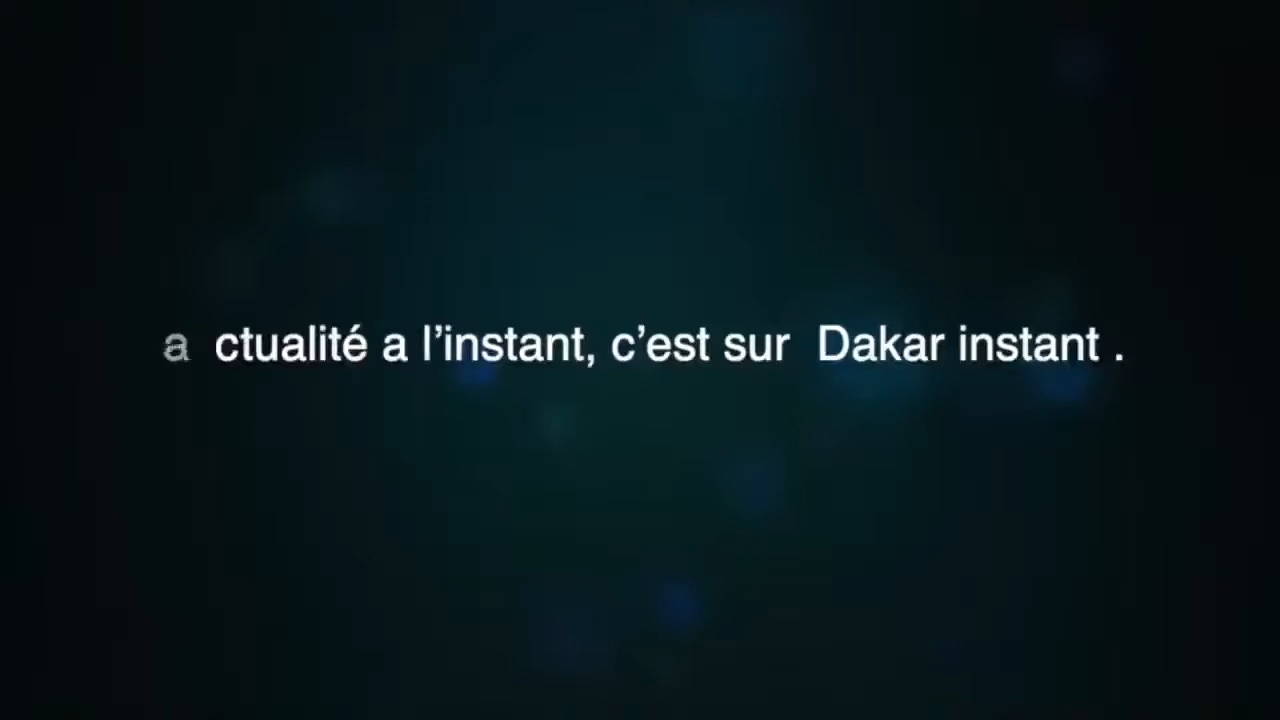 a ctualité a l’instant, c’est sur Dakar instant .